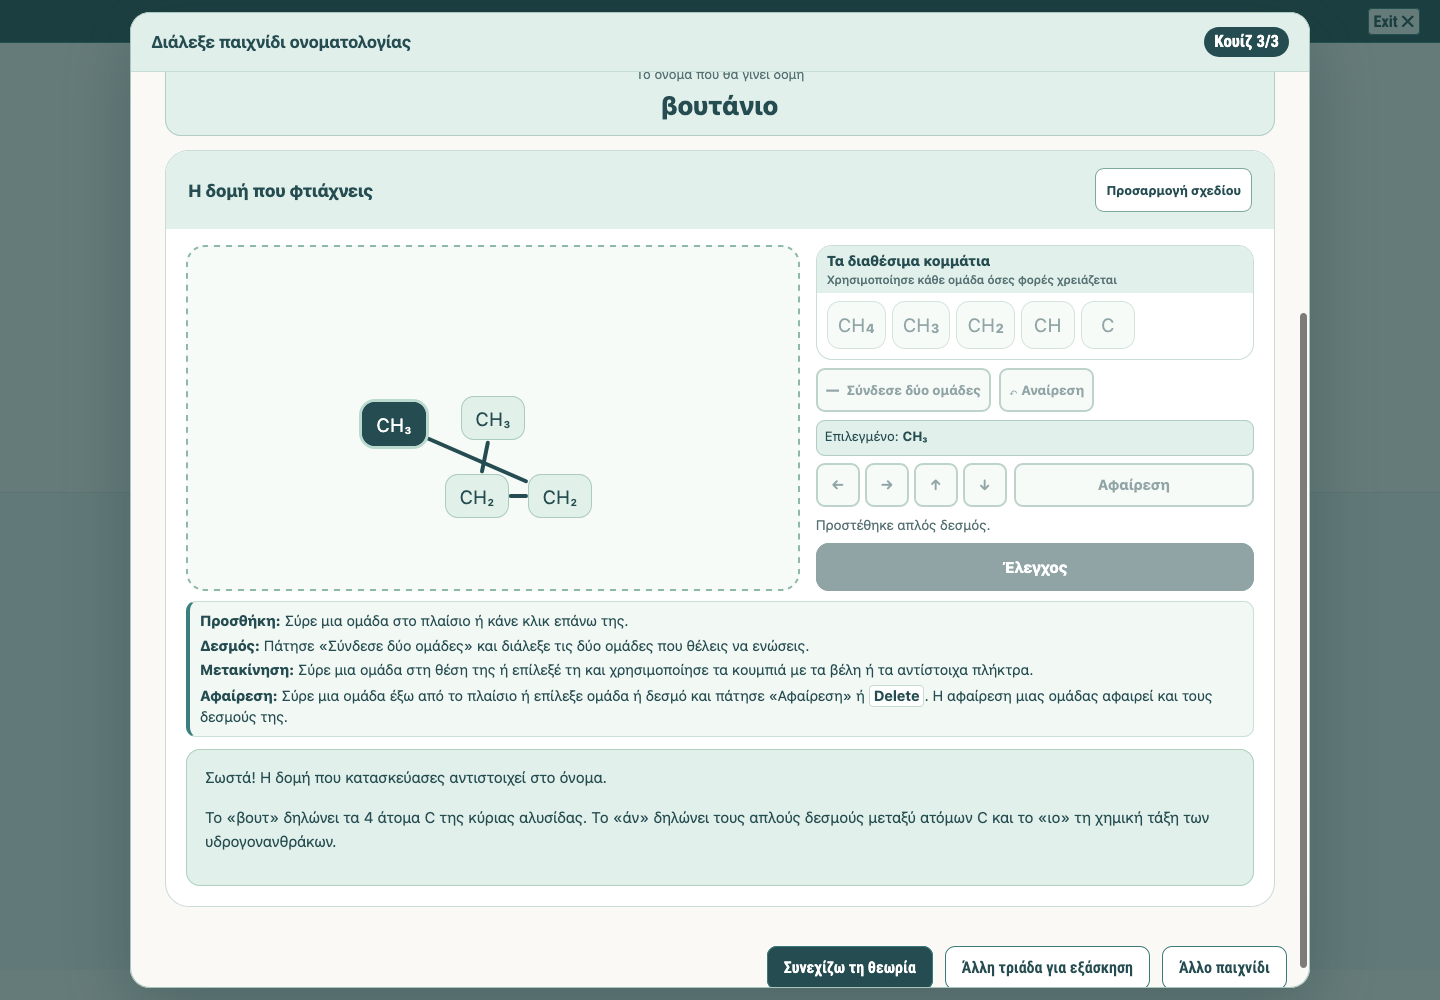 Exit ✕
Διάλεξε παιχνίδι ονοματολογίας
Κουίζ 3/3
Το όνομα που θα γίνει δομή
βουτάνιο
Η δομή που φτιάχνεις
Προσαρμογή σχεδίου
CH₃
CH₃
CH₂
CH₂
Τα διαθέσιμα κομμάτια
Χρησιμοποίησε κάθε ομάδα όσες φορές χρειάζεται
CH₄ CH₃ CH₂ CH C
— Σύνδεσε δύο ομάδες
↶ Αναίρεση
Επιλεγμένο: CH₃
← → ↑ ↓ Αφαίρεση
Προστέθηκε απλός δεσμός.
Έλεγχος
Προσθήκη: Σύρε μια ομάδα στο πλαίσιο ή κάνε κλικ επάνω της.
Δεσμός: Πάτησε «Σύνδεσε δύο ομάδες» και διάλεξε τις δύο ομάδες που θέλεις να ενώσεις.
Μετακίνηση: Σύρε μια ομάδα στη θέση της ή επίλεξέ τη και χρησιμοποίησε τα κουμπιά με τα βέλη ή τα αντίστοιχα πλήκτρα.
Αφαίρεση: Σύρε μια ομάδα έξω από το πλαίσιο ή επίλεξε ομάδα ή δεσμό και πάτησε «Αφαίρεση» ή Delete. Η αφαίρεση μιας ομάδας αφαιρεί και τους
δεσμούς της.
Σωστά! Η δομή που κατασκεύασες αντιστοιχεί στο όνομα.
Το «βουτ» δηλώνει τα 4 άτομα C της κύριας αλυσίδας. Το «άν» δηλώνει τους απλούς δεσμούς μεταξύ ατόμων C και το «ιο» τη χημική τάξη των
υδρογονανθράκων.
Συνεχίζω τη θεωρία
Άλλη τριάδα για εξάσκηση
Άλλο παιχνίδι